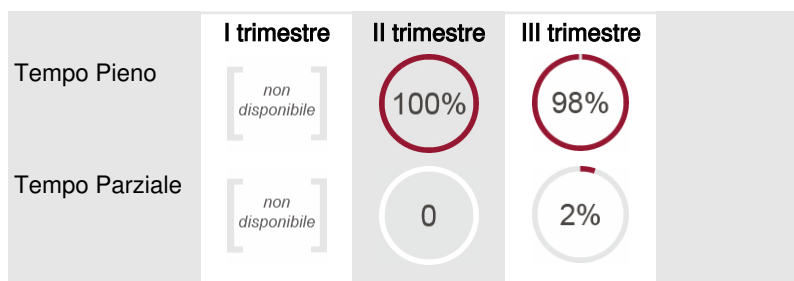 I trimestre II trimestre III trimestre
Tempo Pieno
non
disponibile
100%
98%
Tempo Parziale
non
disponibile
0
2%